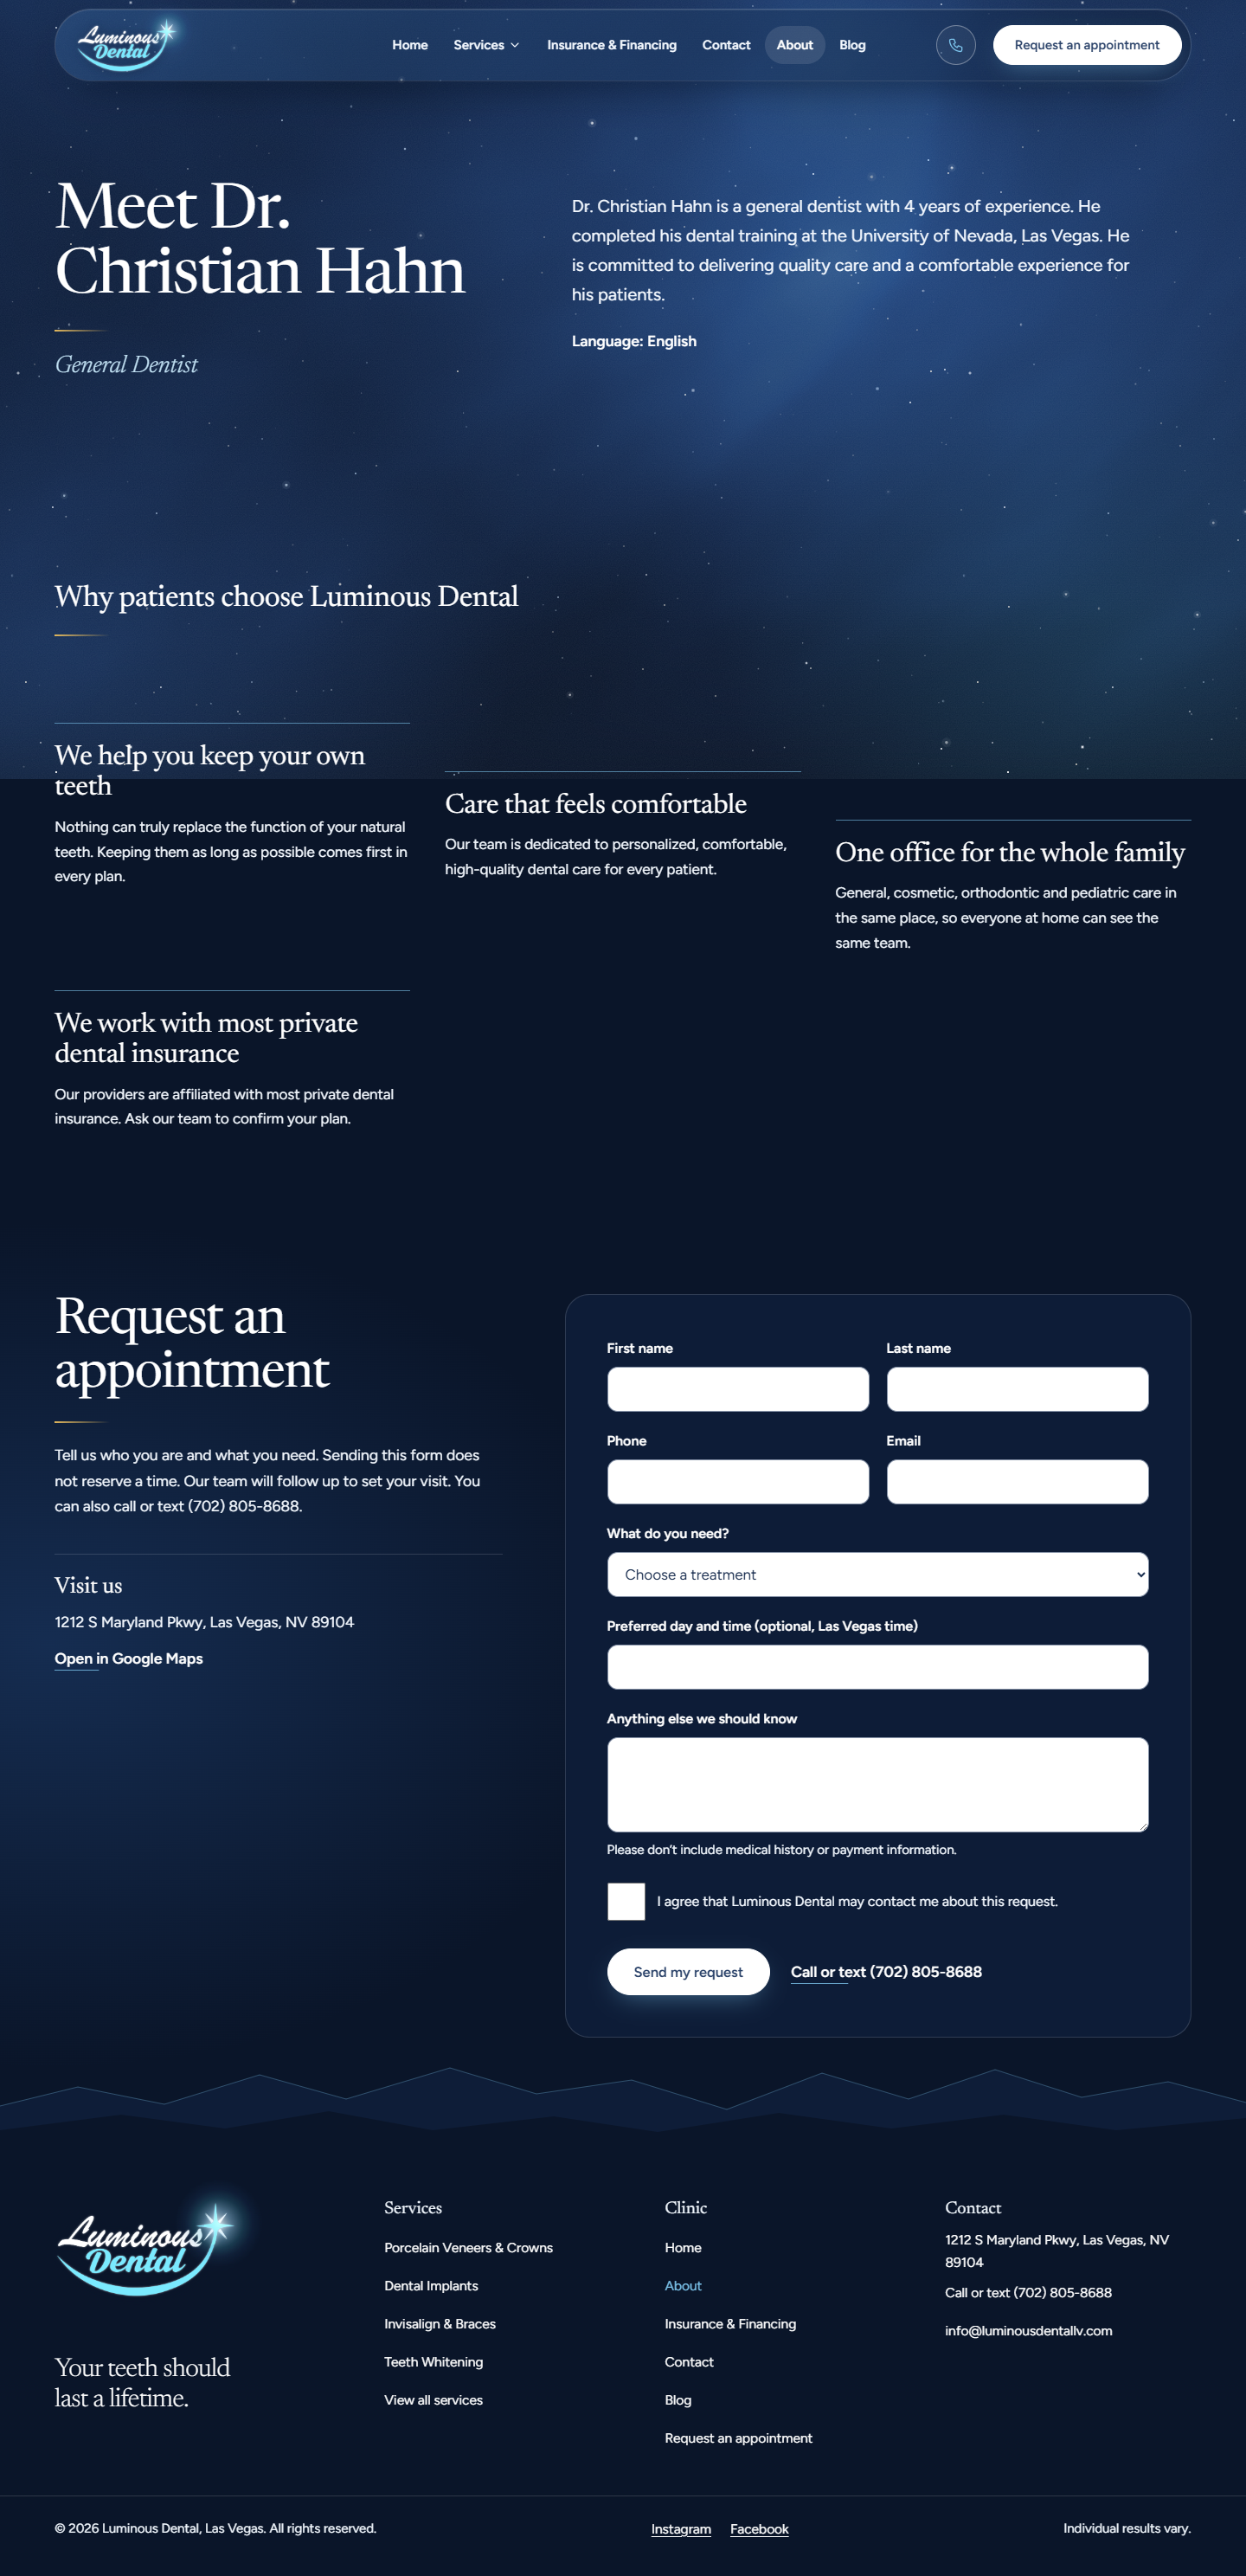 Luminous
Dental
Home
Services
Insurance & Financing
Contact
About
Blog
Request an appointment
Meet Dr.
Christian Hahn
General Dentist
Dr. Christian Hahn is a general dentist with 4 years of experience. He
completed his dental training at the University of Nevada, Las Vegas. He
is committed to delivering quality care and a comfortable experience for
his patients.
Language: English
Why patients choose Luminous Dental
We help you keep your own
teeth
Nothing can truly replace the function of your natural
teeth. Keeping them as long as possible comes first in
every plan.
Care that feels comfortable
Our team is dedicated to personalized, comfortable,
high-quality dental care for every patient.
One office for the whole family
General, cosmetic, orthodontic and pediatric care in
the same place, so everyone at home can see the
same team.
We work with most private
dental insurance
Our providers are affiliated with most private dental
insurance. Ask our team to confirm your plan.
Request an
appointment
Tell us who you are and what you need. Sending this form does
not reserve a time. Our team will follow up to set your visit. You
can also call or text (702) 805-8688.
Visit us
1212 S Maryland Pkwy, Las Vegas, NV 89104
Open in Google Maps
First name
Last name
Phone
Email
What do you need?
Choose a treatment
Preferred day and time (optional, Las Vegas time)
Anything else we should know
Please don't include medical history or payment information.
I agree that Luminous Dental may contact me about this request.
Send my request
Call or text (702) 805-8688
Luminous
Dental
Your teeth should
last a lifetime.
Services
Porcelain Veneers & Crowns
Dental Implants
Invisalign & Braces
Teeth Whitening
View all services
Clinic
Home
About
Insurance & Financing
Contact
Blog
Request an appointment
Contact
1212 S Maryland Pkwy, Las Vegas, NV
89104
Call or text (702) 805-8688
info@luminousdentallv.com
© 2026 Luminous Dental, Las Vegas. All rights reserved.
Instagram
Facebook
Individual results vary.